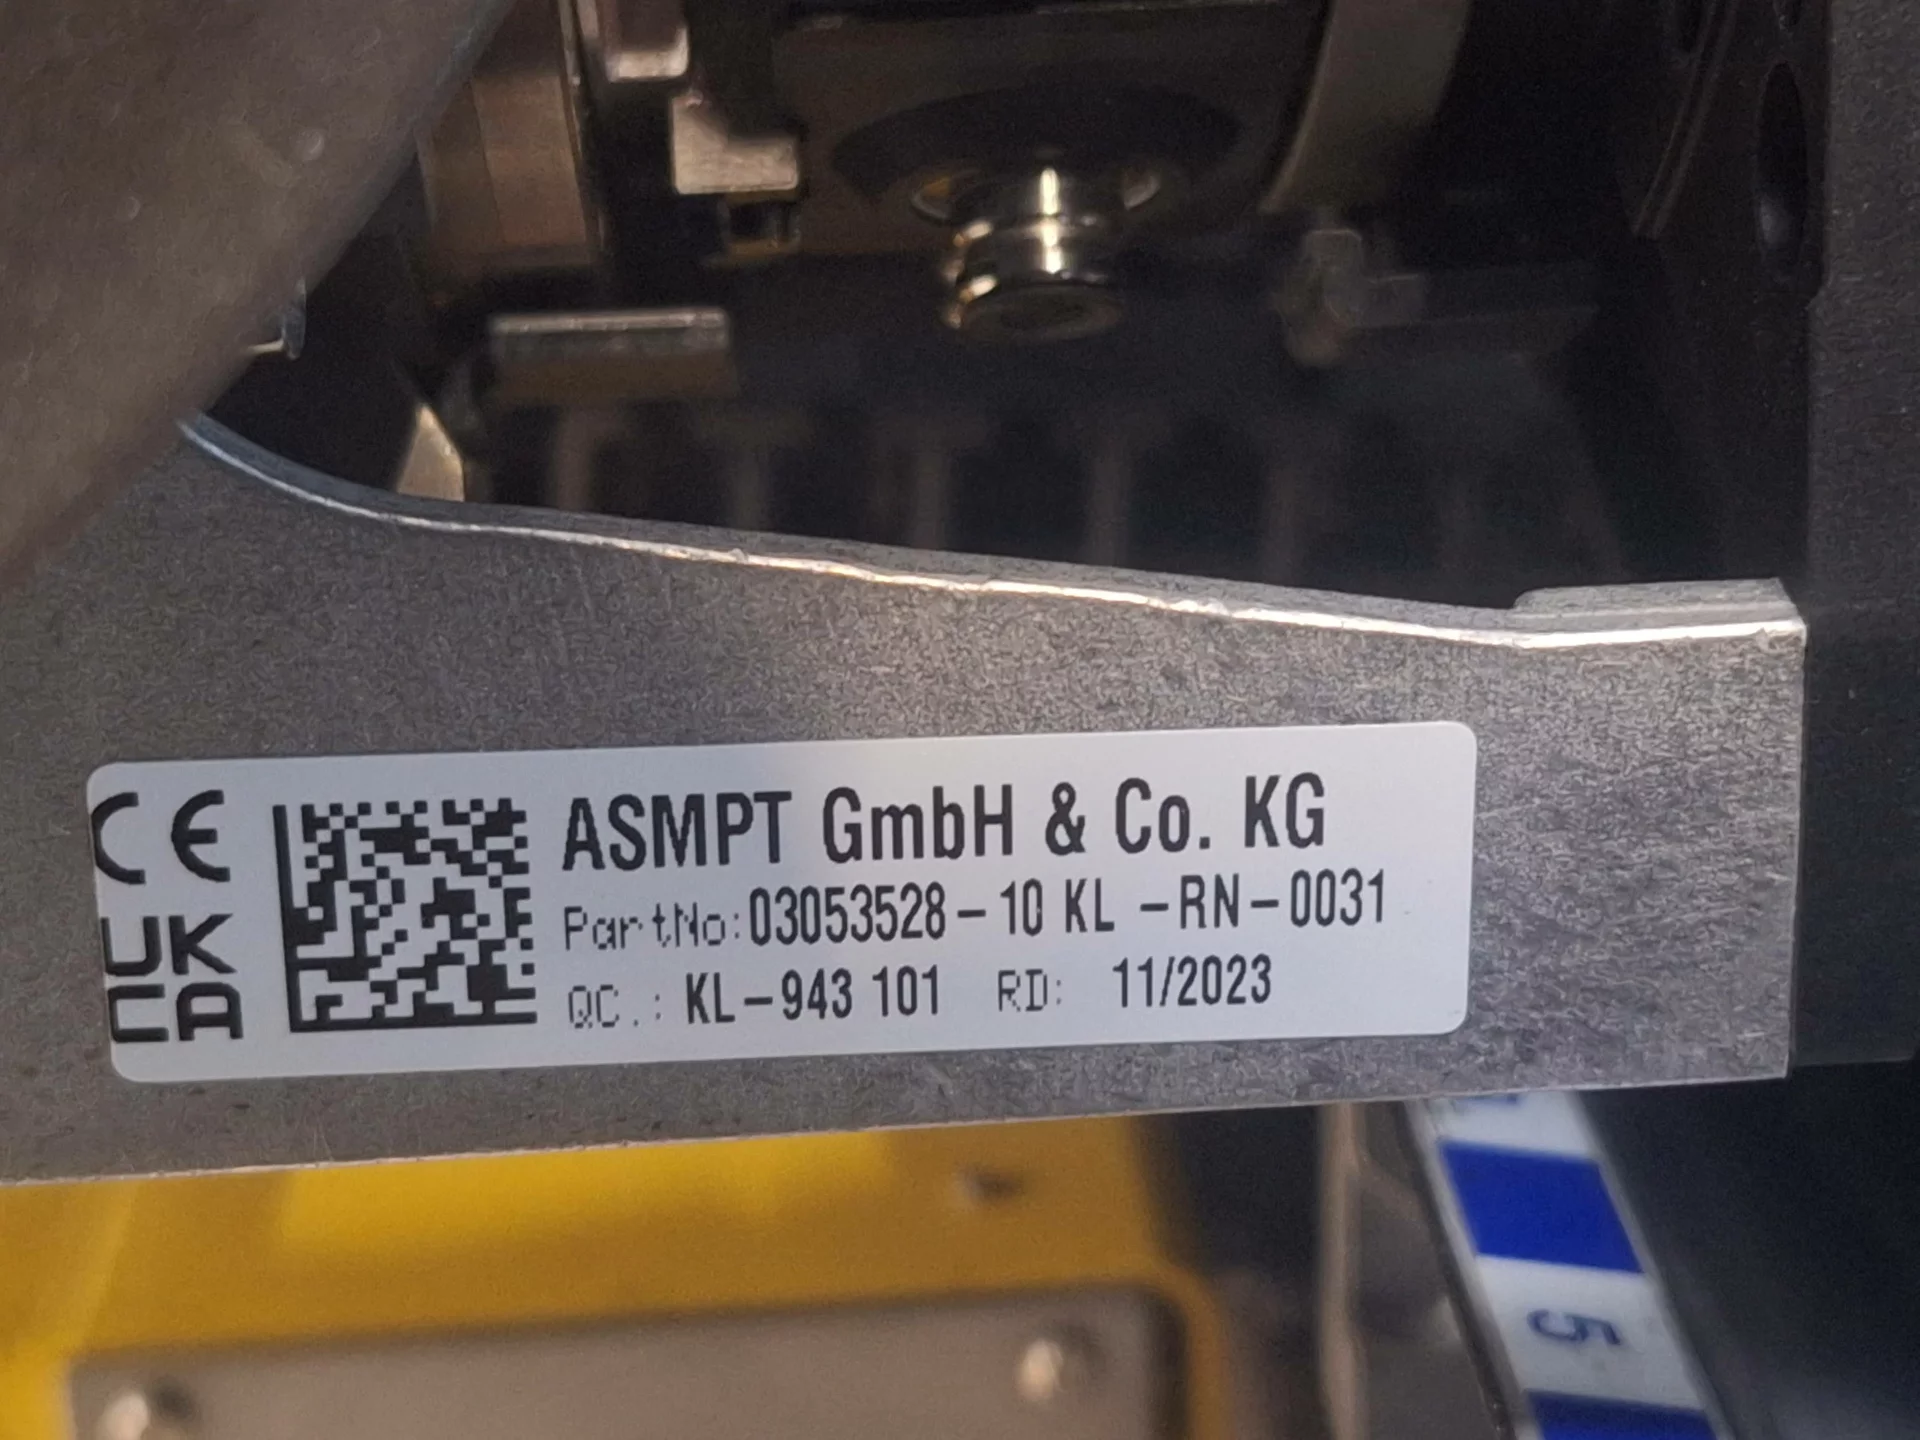 CE
UK
CA
ASMPT GmbH & Co. KG
PartNo: 03053528-10 KL -RN-0031
QC.: KL-943 101 RD: 11/2023
5